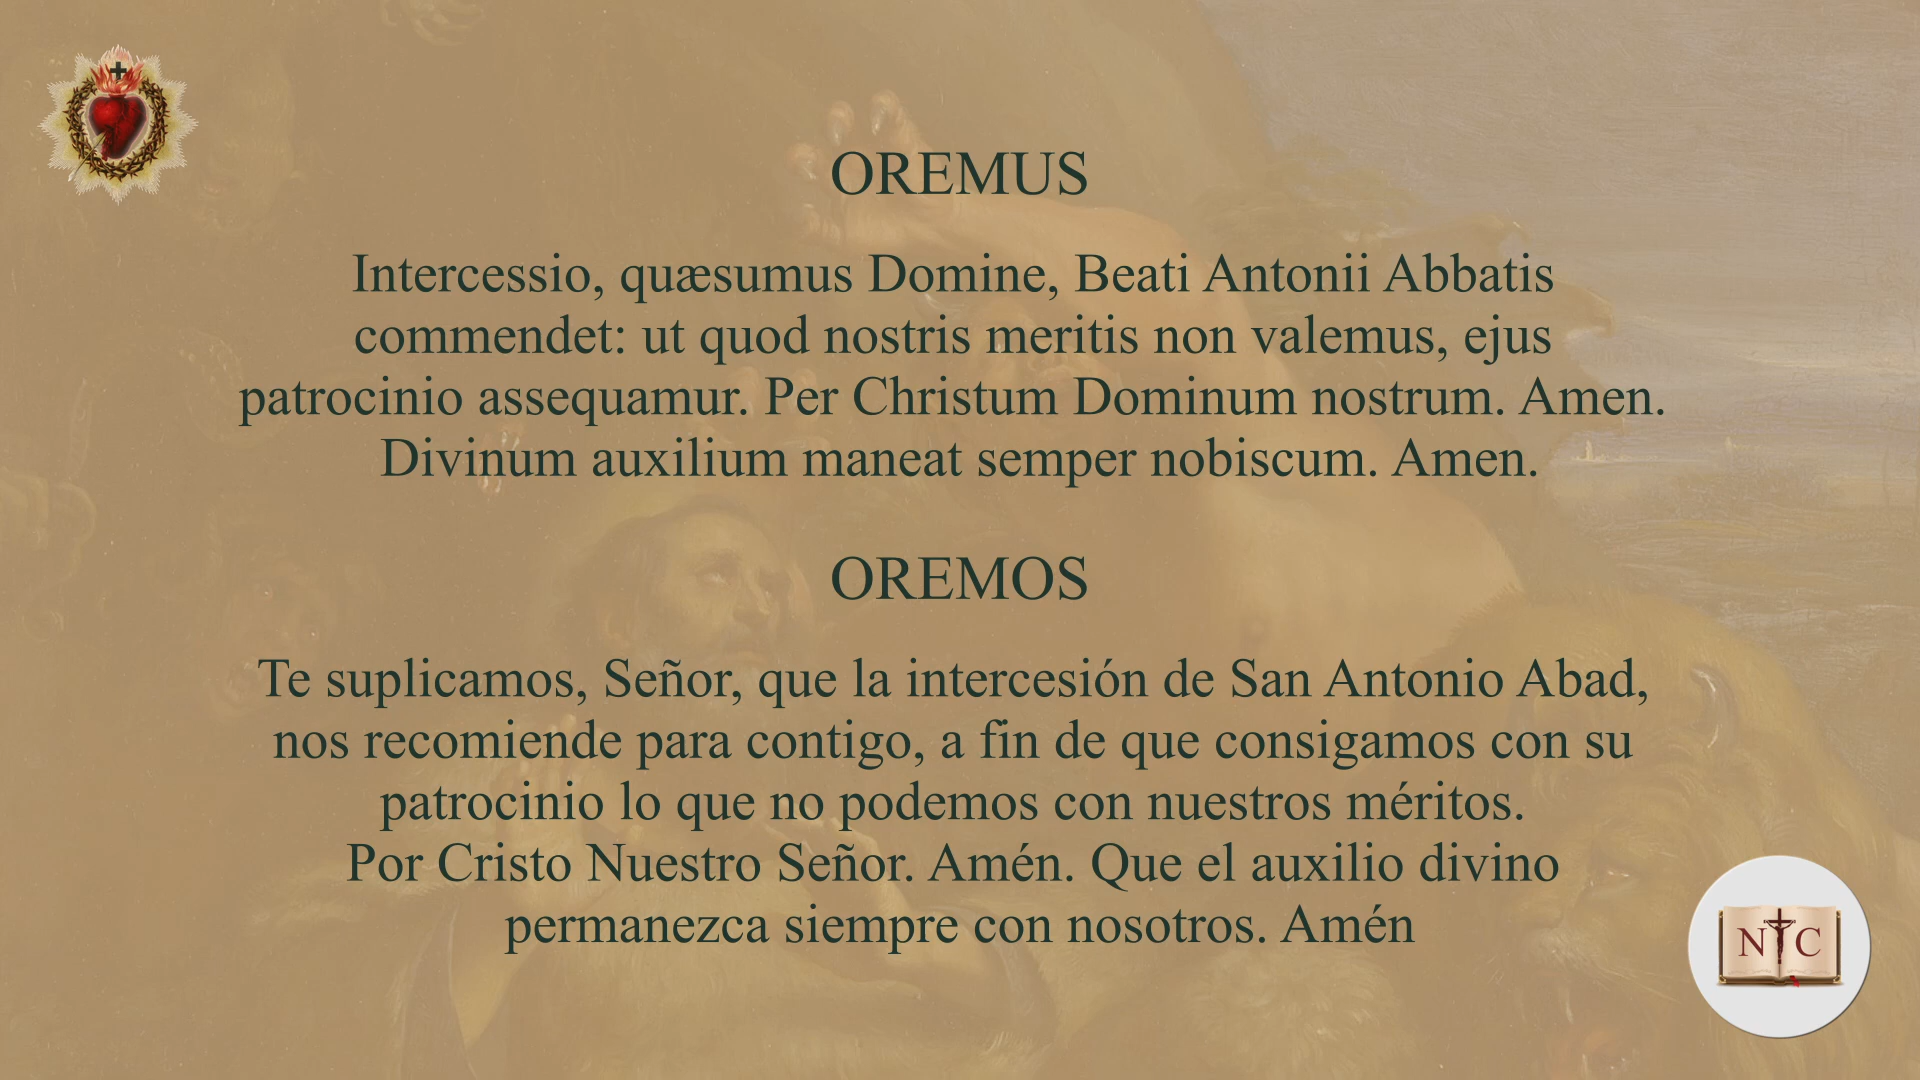 OREMUS
Intercessio, quæsumus Domine, Beati Antonii Abbatis
commendet: ut quod nostris meritis non valemus, ejus
patrocinio assequamur. Per Christum Dominum nostrum. Amen.
Divinum auxilium maneat semper nobiscum. Amen.
OREMOS
Te suplicamos, Señor, que la intercesión de San Antonio Abad,
nos recomiende para contigo, a fin de que consigamos con su
patrocinio lo que no podemos con nuestros méritos.
Por Cristo Nuestro Señor. Amén. Que el auxilio divino
permanezca siempre con nosotros. Amén
N C